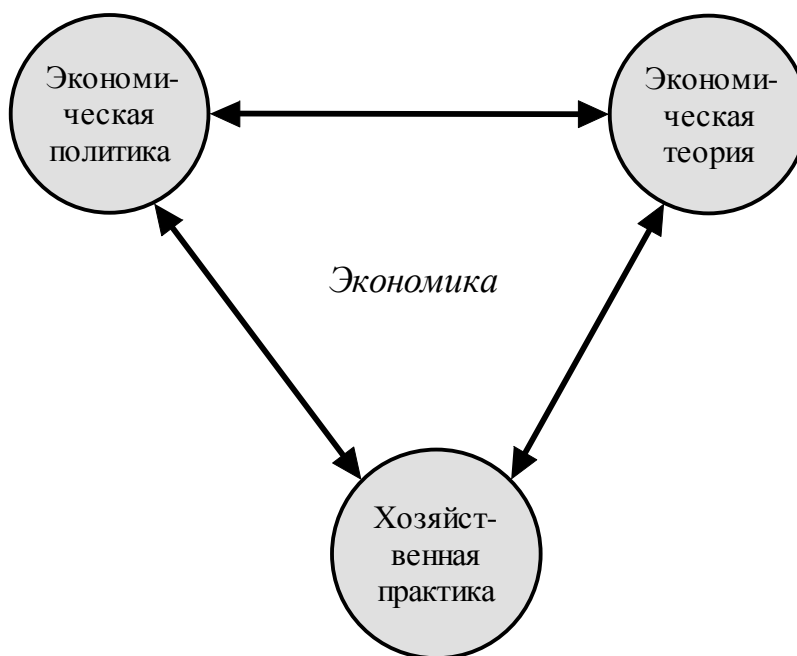 Экономи-
ческая
политика
Экономи-
ческая
теория
Экономика
Хозяйст-
венная
практика